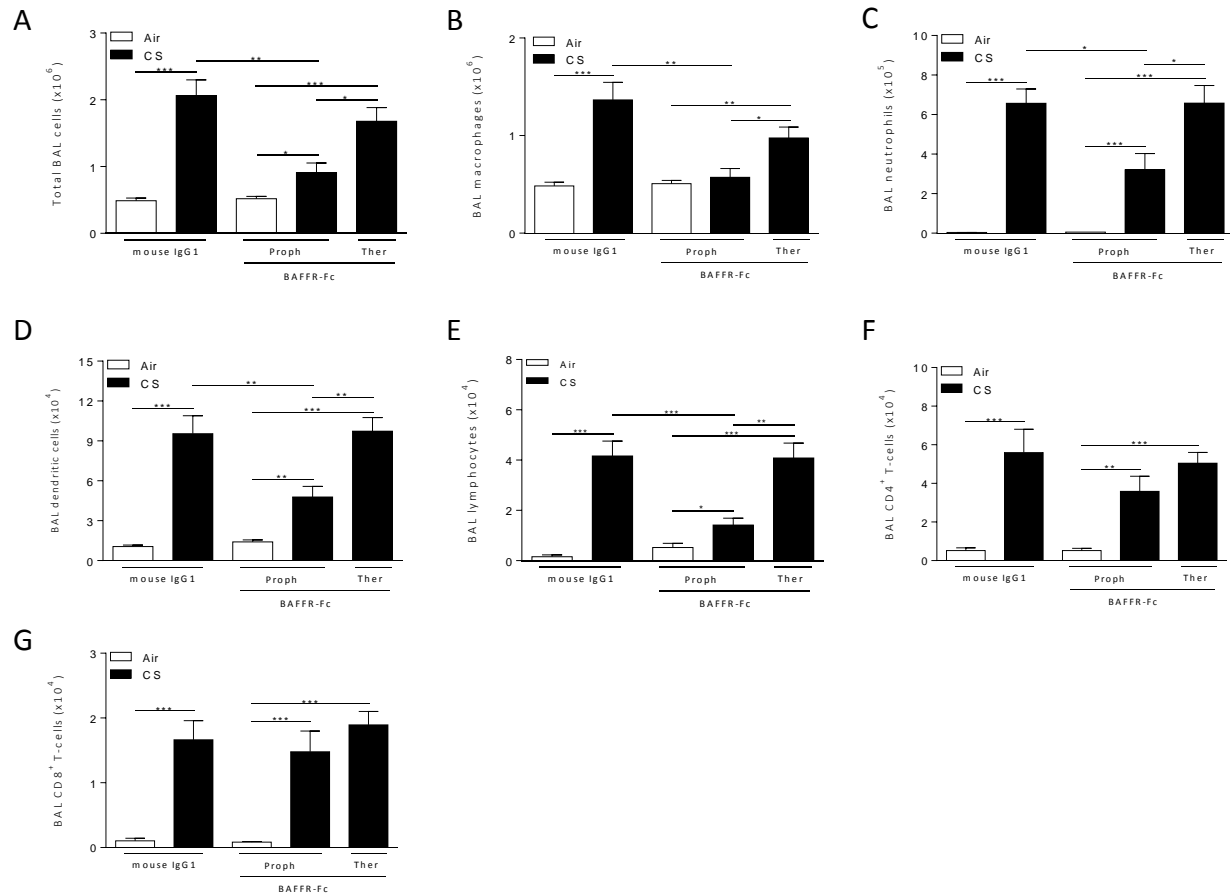 A
Air
CS
Total BAL cells (x10⁶)
3
2
1
0
***
**
***
*
*
mouse IgG1
Proph
Ther
BAFFR-Fc
B
Air
CS
BAL macrophages (x10⁶)
2
1
0
***
**
**
*
mouse IgG1
Proph
Ther
BAFFR-Fc
C
Air
CS
BAL neutrophils (x10⁵)
10
8
6
4
2
0
*
*
***
***
***
mouse IgG1
Proph
Ther
BAFFR-Fc
D
Air
CS
BAL dendritic cells (x10⁴)
15
12
9
6
3
0
**
**
***
***
**
mouse IgG1
Proph
Ther
BAFFR-Fc
E
Air
CS
BAL lymphocytes (x10⁴)
8
6
4
2
0
***
**
***
***
*
mouse IgG1
Proph
Ther
BAFFR-Fc
F
Air
CS
BAL CD4⁺ T-cells (x10⁴)
10
8
6
4
2
0
***
***
**
mouse IgG1
Proph
Ther
BAFFR-Fc
G
Air
CS
BAL CD8⁺ T-cells (x10⁴)
3
2
1
0
***
***
***
mouse IgG1
Proph
Ther
BAFFR-Fc